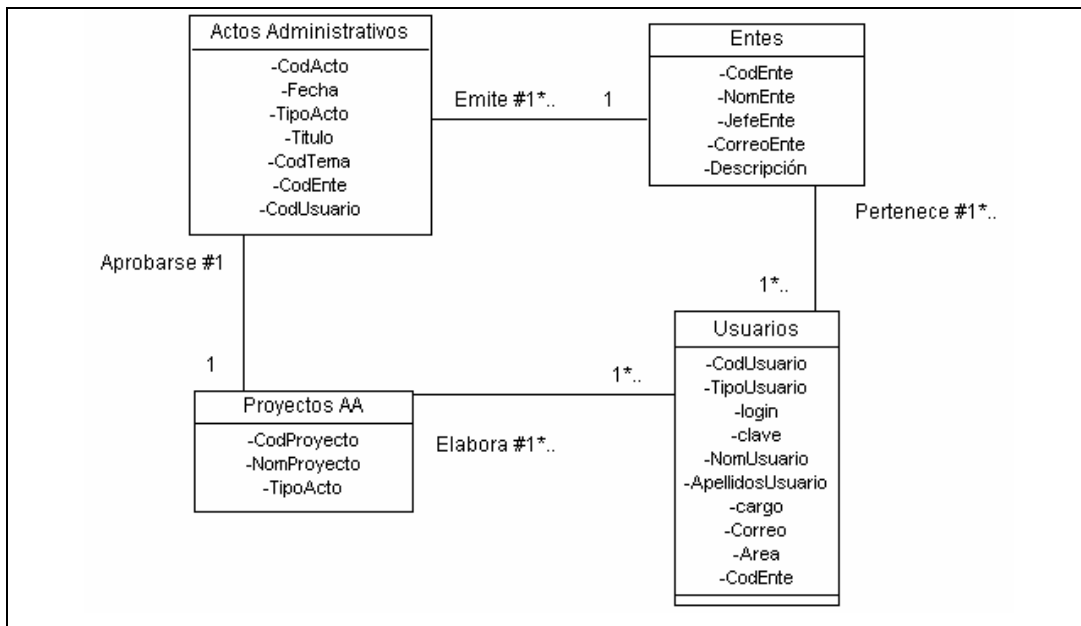 Actos Administrativos
-CodActo
-Fecha
-TipoActo
-Titulo
-CodTema
-CodEnte
-CodUsuario
Emite #1*..
1
Entes
-CodEnte
-NomEnte
-JefeEnte
-CorreoEnte
-Descripción
Pertenece #1*..
1*..
Aprobarse #1
1
Proyectos AA
-CodProyecto
-NomProyecto
-TipoActo
Elabora #1*..
1*..
Usuarios
-CodUsuario
-TipoUsuario
-login
-clave
-NomUsuario
-ApellidosUsuario
-cargo
-Correo
-Area
-CodEnte